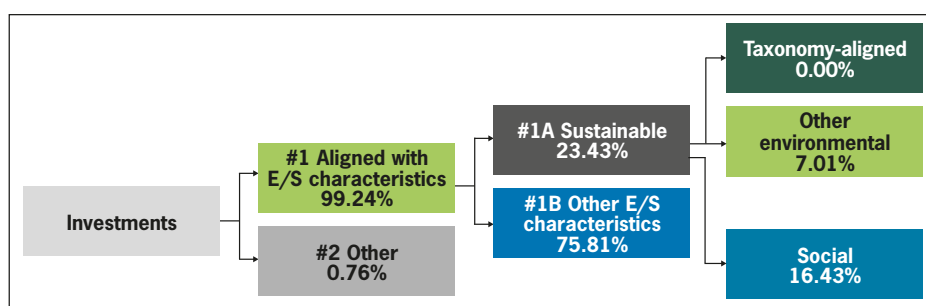 Investments
#1 Aligned with
E/S characteristics
99.24%
#2 Other
0.76%
#1A Sustainable
23.43%
#1B Other E/S
characteristics
75.81%
Taxonomy-aligned
0.00%
Other
environmental
7.01%
Social
16.43%